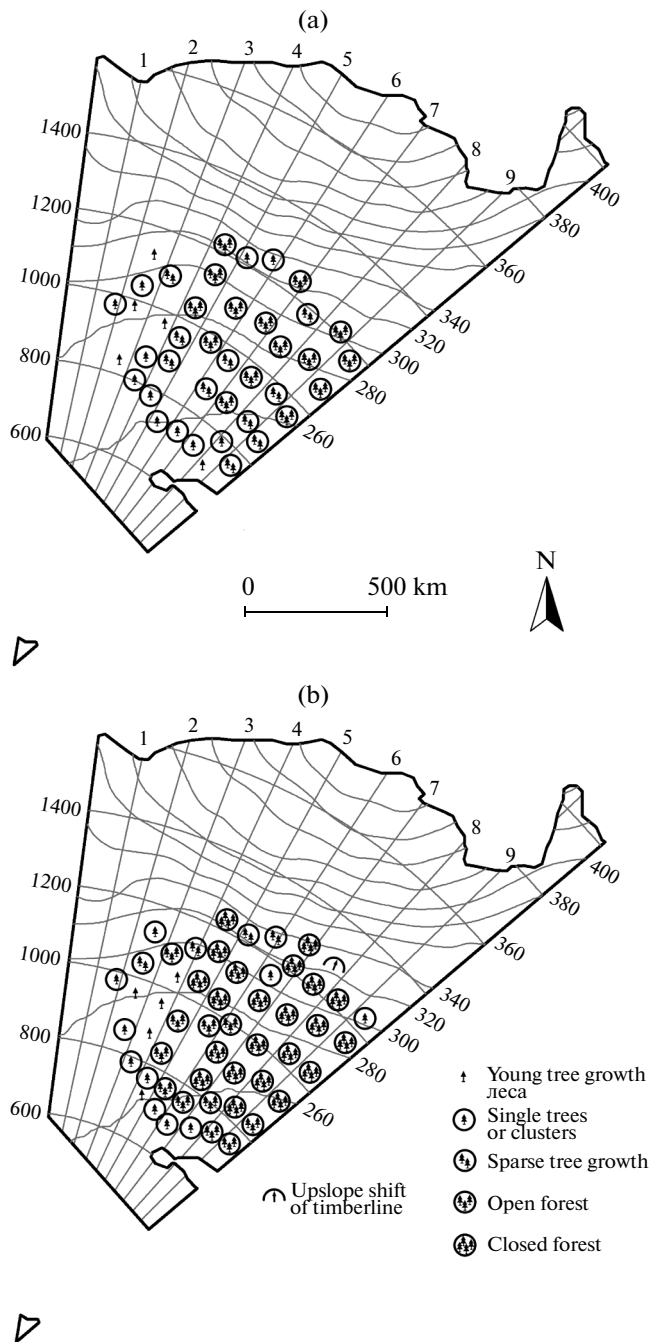 (a)
1 2 3 4 5 6 7 8 9
1400
1200
1000
800
600
400
380
360
340
320
300
280
260
0 500 km
N
(b)
1 2 3 4 5 6 7 8 9
1400
1200
1000
800
600
400
380
360
340
320
300
280
260
Young tree growth
леса
Single trees
or clusters
Sparse tree growth
Upslope shift
of timberline
Open forest
Closed forest